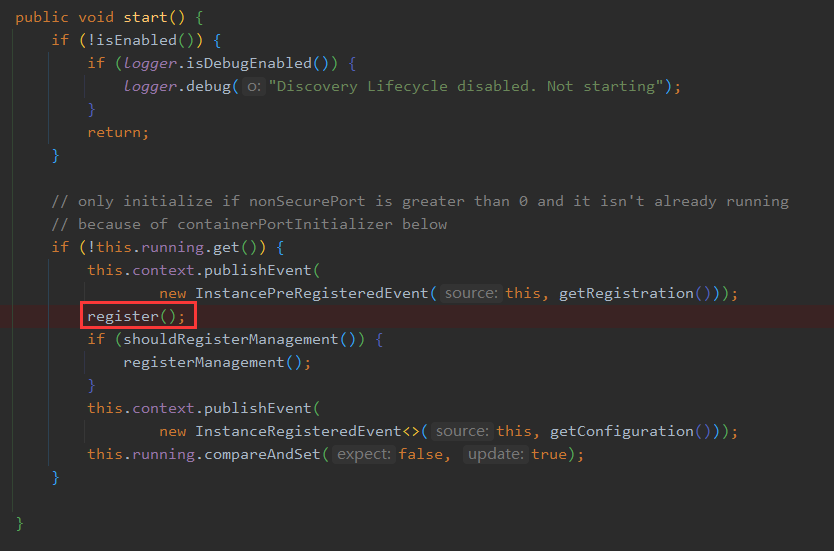 public void start() {
if (!isEnabled()) {
if (logger.isDebugEnabled()) {
logger.debug( o: "Discovery Lifecycle disabled. Not starting");
}
return;
}
// only initialize if nonSecurePort is greater than 0 and it isn't already running
// because of containerPortInitializer below
if (!this.running.get()) {
this.context.publishEvent(
new InstancePreRegisteredEvent( source: this, getRegistration()));
register();
if (shouldRegisterManagement()) {
registerManagement();
}
this.context.publishEvent(
new InstanceRegisteredEvent<>( source: this, getConfiguration()));
this.running.compareAndSet( expect: false, update: true);
}
}